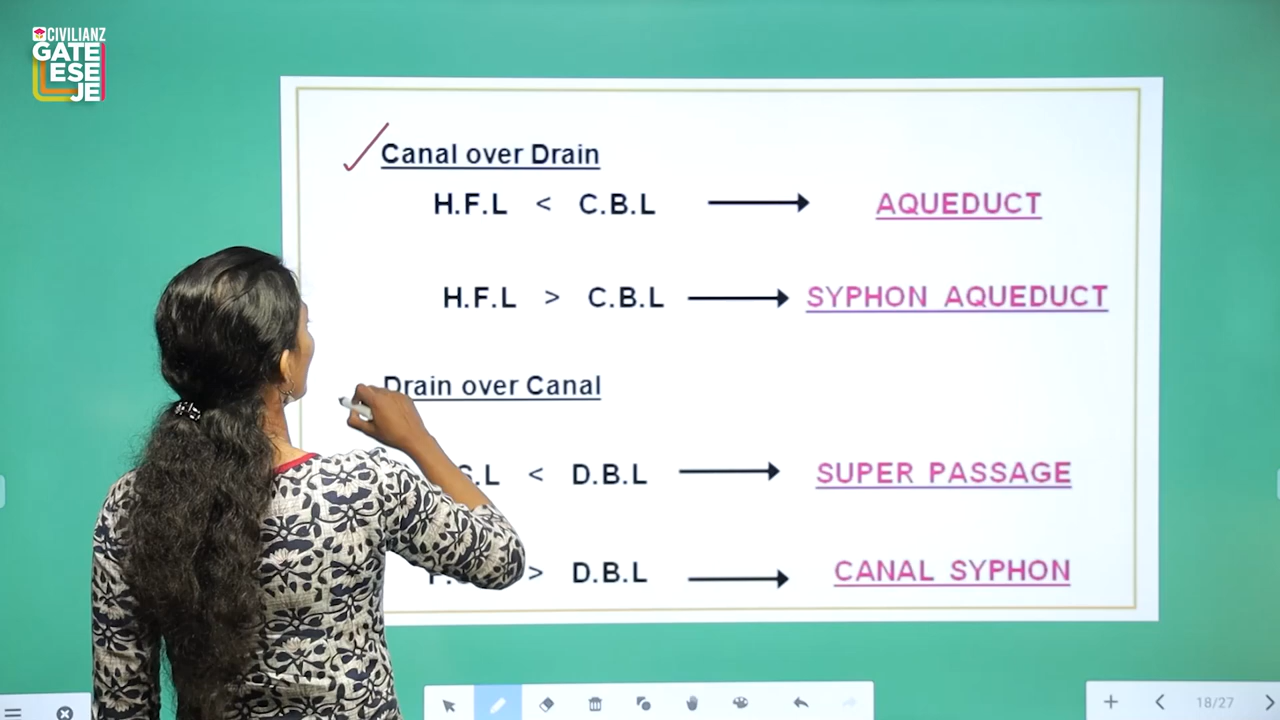 CIVILIANZ
GATE
ESE
JE
Canal over Drain
H.F.L < C.B.L AQUEDUCT
H.F.L > C.B.L SYPHON AQUEDUCT
Drain over Canal
S.L < D.B.L SUPER PASSAGE
> D.B.L CANAL SYPHON
18/27